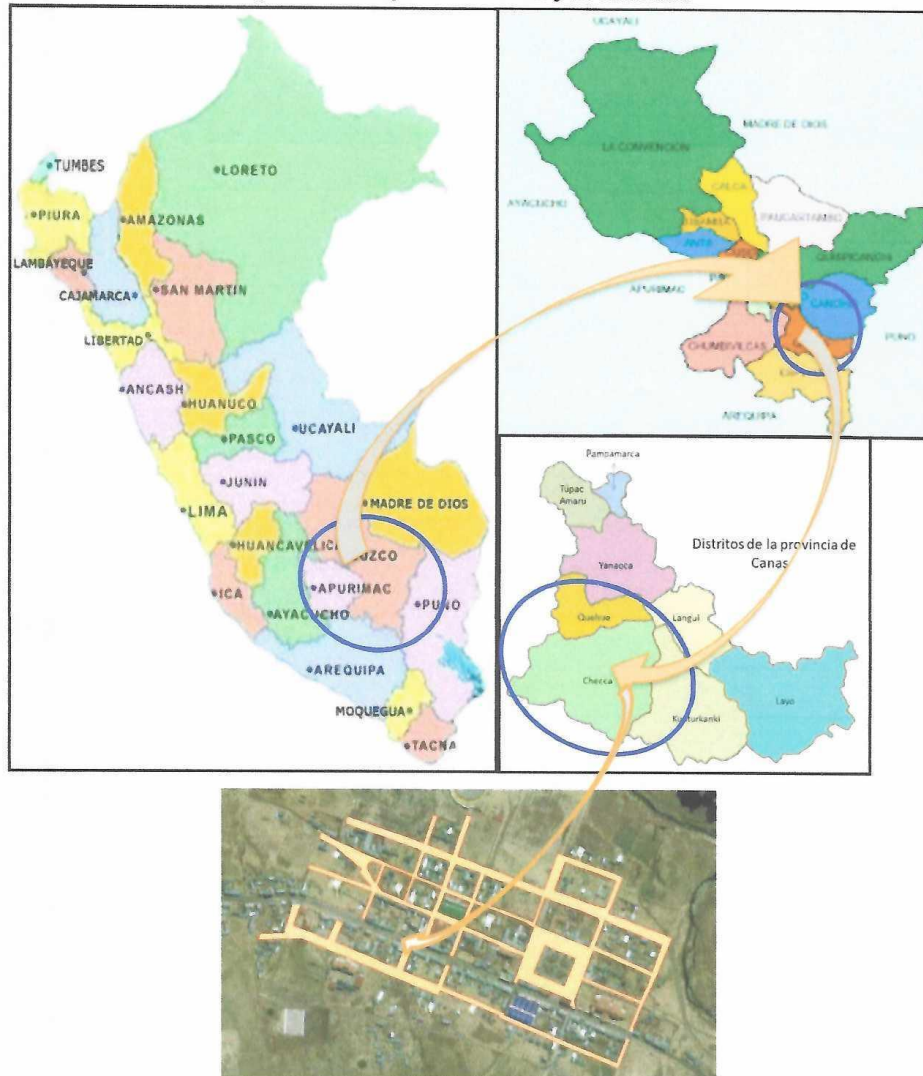 TUMBES
LORETO
PIURA
AMAZONAS
LAMBAYEQUE
SAN MARTIN
CAJAMARCA
LIBERTAD
ANCASH
HUANUCO
UCAYALI
PASCO
JUNIN
MADRE DE DIOS
LIMA
HUANCAVELICA
UZCO
ICA
APURIMAC
AYACUCHO
PUNO
AREQUIPA
MOQUEGUA
TACNA
UCAYALI
MADRE DE DIOS
LA CONVENCION
CALCA
AYACUCHO
PAUCARTAMBO
ANTA
QUISPICANCHI
APURIMAC
CANCHI
CHUMBIVILCAS
PUNO
AREQUIPA
Pampamarca
Túpac
Amaru
Distritos de la provincia de
Canas
Yanaoca
Quehue
Langui
Checca
Layo
Kunturkanki